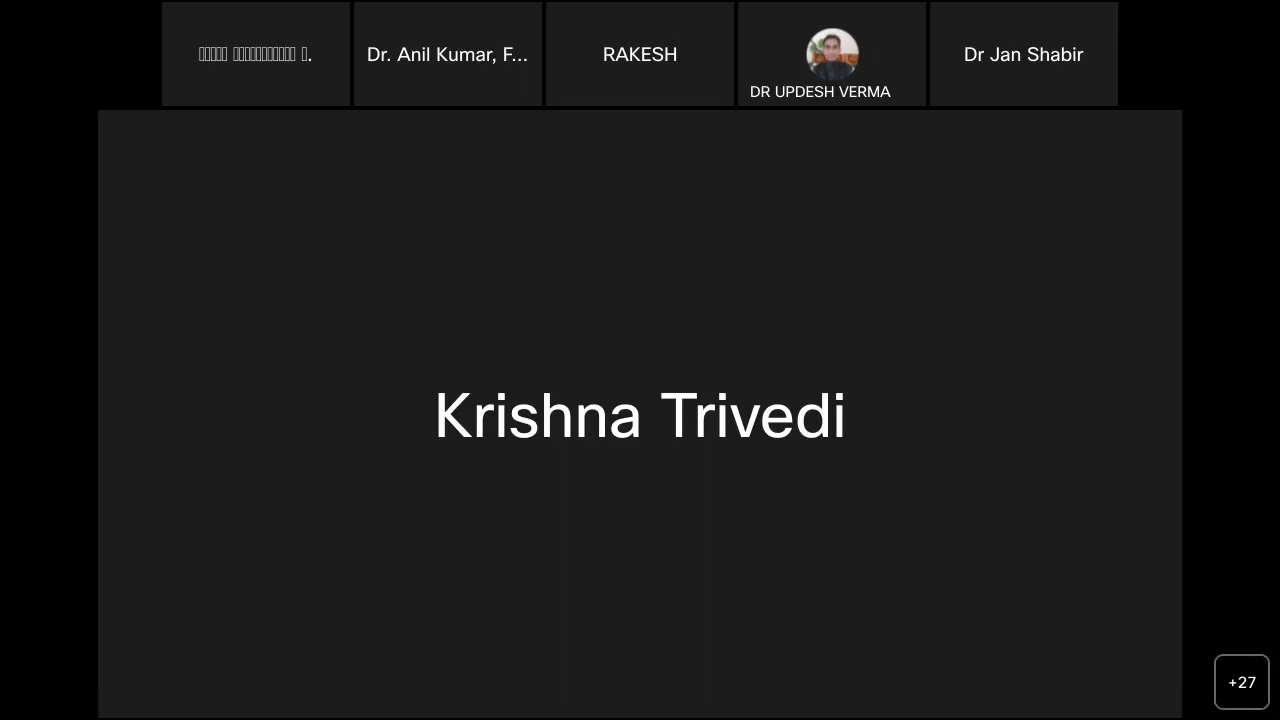 Dr. Anil Kumar, F...
RAKESH
DR UPDESH VERMA
Dr Jan Shabir
Krishna Trivedi
+27